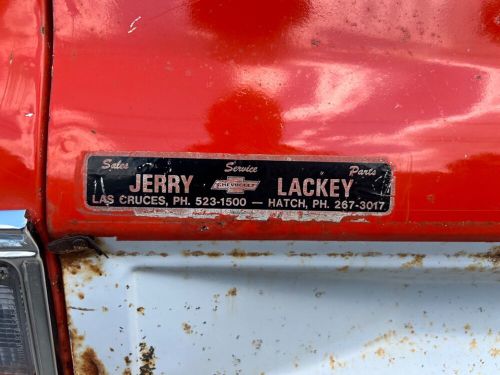 Sales Service Parts
JERRY CHEVROLET LACKEY
LAS CRUCES, PH. 523-1500 — HATCH, PH. 267-3017